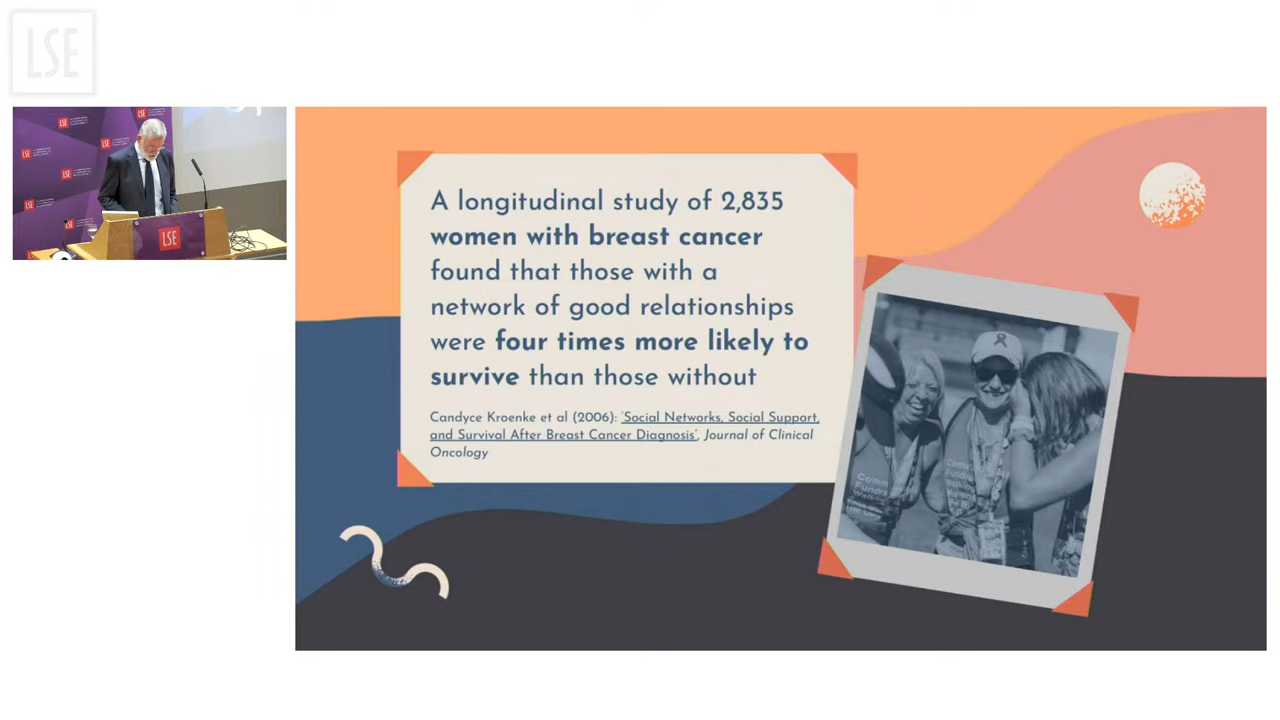 LSE
LSE
A longitudinal study of 2,835
women with breast cancer
found that those with a
network of good relationships
were four times more likely to
survive than those without
Candyce Kroenke et al (2006): ‘Social Networks, Social Support,
and Survival After Breast Cancer Diagnosis’, Journal of Clinical
Oncology